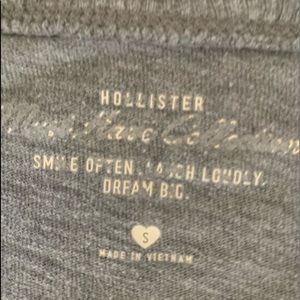 HOLLISTER
SMILE OFTEN. LAUGH LOUDLY.
DREAM BIG.
S
MADE IN VIETNAM